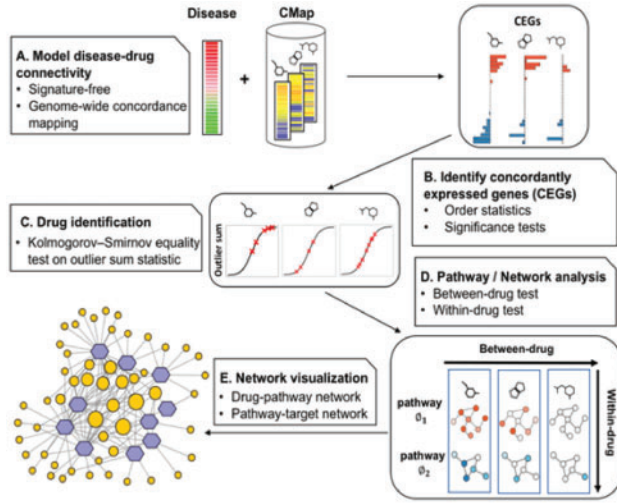 Disease
CMap
CEGs
A. Model disease-drug
connectivity
• Signature-free
• Genome-wide concordance
mapping
+
B. Identify concordantly
expressed genes (CEGs)
• Order statistics
• Significance tests
C. Drug identification
• Kolmogorov–Smirnov equality
test on outlier sum statistic
Outlier sum
D. Pathway / Network analysis
• Between-drug test
• Within-drug test
E. Network visualization
• Drug-pathway network
• Pathway-target network
Between-drug
Within-drug
pathway
∅1
pathway
∅2